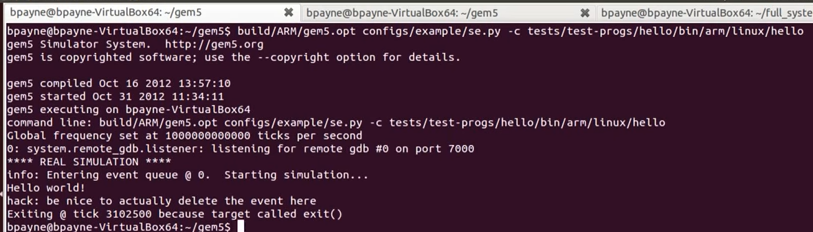 bpayne@bpayne-VirtualBox64: ~/gem5
bpayne@bpayne-VirtualBox64: ~/gem5
bpayne@bpayne-VirtualBox64: ~/full_syste
bpayne@bpayne-VirtualBox64:~/gem5$ build/ARM/gem5.opt configs/example/se.py -c tests/test-progs/hello/bin/arm/linux/hello
gem5 Simulator System.  http://gem5.org
gem5 is copyrighted software; use the --copyright option for details.
gem5 compiled Oct 16 2012 13:57:10
gem5 started Oct 31 2012 11:34:11
gem5 executing on bpayne-VirtualBox64
command line: build/ARM/gem5.opt configs/example/se.py -c tests/test-progs/hello/bin/arm/linux/hello
Global frequency set at 1000000000000 ticks per second
0: system.remote_gdb.listener: listening for remote gdb #0 on port 7000
**** REAL SIMULATION ****
info: Entering event queue @ 0.  Starting simulation...
Hello world!
hack: be nice to actually delete the event here
Exiting @ tick 3102500 because target called exit()
bpayne@bpayne-VirtualBox64:~/gem5$